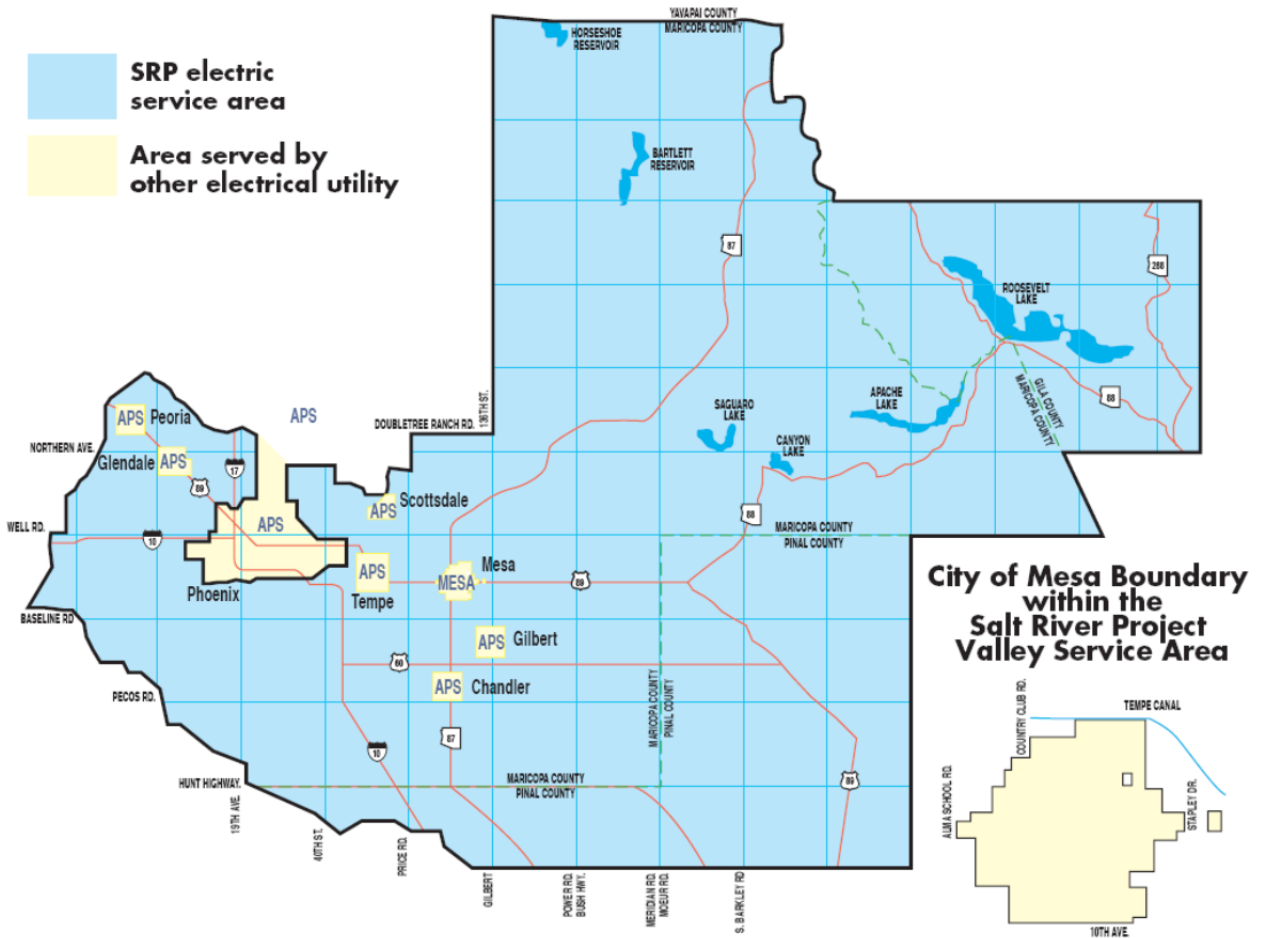 YAVAPAI COUNTY
MARICOPA COUNTY
HORSESHOE
RESERVOIR
SRP electric
service area
Area served by
other electrical utility
BARTLETT
RESERVOIR
87
288
ROOSEVELT
LAKE
APACHE
LAKE
88
GILA COUNTY
MARICOPA COUNTY
SAGUARO
LAKE
CANYON
LAKE
136TH ST.
DOUBLETREE RANCH RD.
APS
APS Peoria
NORTHERN AVE.
Glendale APS
17
89
Scottsdale
APS
APS
88
WELL RD.
10
MARICOPA COUNTY
PINAL COUNTY
Mesa
MESA
89
APS
Tempe
Phoenix
BASELINE RD
APS Gilbert
60
APS Chandler
PECOS RD.
MARICOPA COUNTY
PINAL COUNTY
87
10
89
HUNT HIGHWAY.
MARICOPA COUNTY
PINAL COUNTY
19TH AVE.
40TH ST.
PRICE RD.
GILBERT
POWER RD.
BUSH HWY.
MERIDIAN RD.
MOEUR RD.
S. BARKLEY RD
City of Mesa Boundary
within the
Salt River Project
Valley Service Area
COUNTRY CLUB RD.
TEMPE CANAL
ALMA SCHOOL RD.
STAPLEY DR.
10TH AVE.